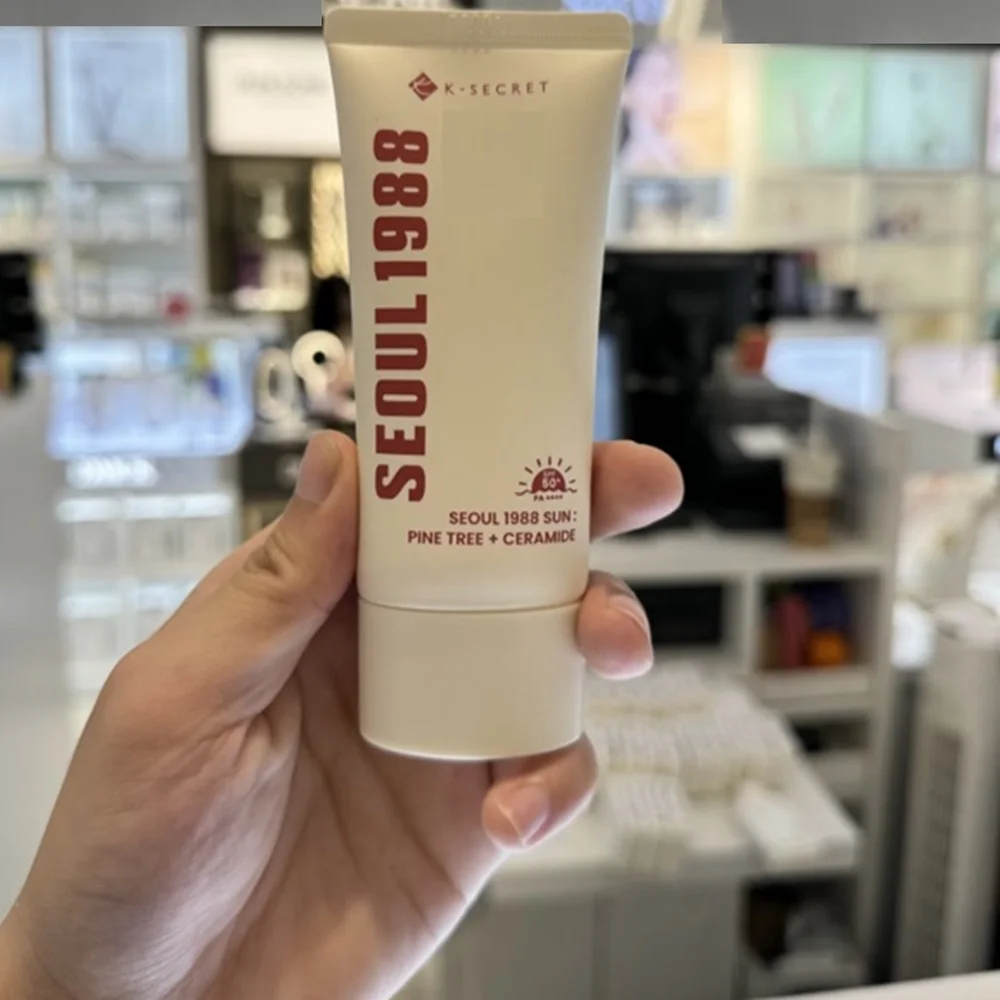 K-SECRET
SEOUL1988
SPF
50+
PA ++++
SEOUL 1988 SUN:
PINE TREE + CERAMIDE